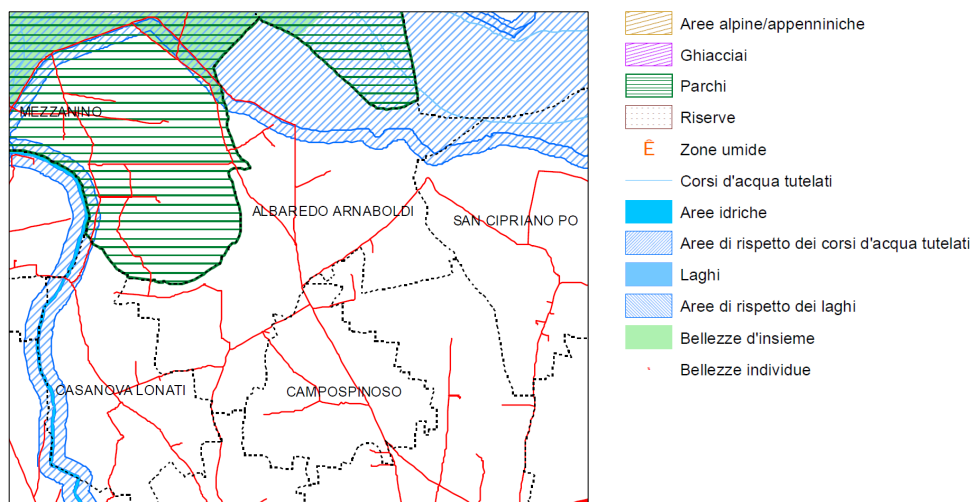 MEZZANINO
ALBAREDO ARNABOLDI
SAN CIPRIANO PO
CASANOVA LONATI
CAMPOSPINOSO
Aree alpine/appenniniche
Ghiacciai
Parchi
Riserve
Ê Zone umide
Corsi d'acqua tutelati
Aree idriche
Aree di rispetto dei corsi d'acqua tutelati
Laghi
Aree di rispetto dei laghi
Bellezze d'insieme
Bellezze individue